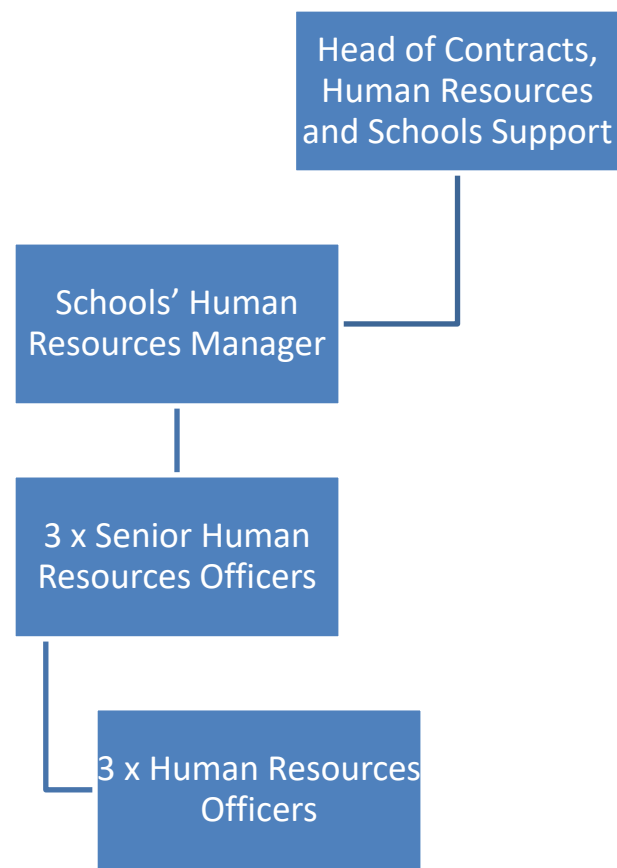 Head of Contracts,
Human Resources
and Schools Support
Schools’ Human
Resources Manager
3 x Senior Human
Resources Officers
3 x Human Resources
Officers